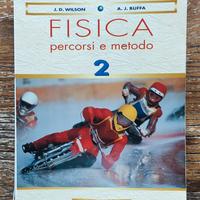 J. D. WILSON A. J. BUFFA
FISICA
percorsi e metodo
2